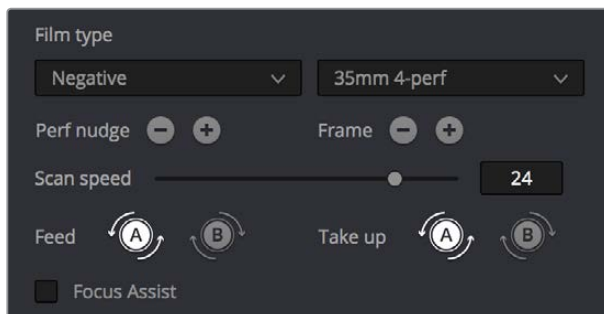 Film type
Negative 35mm 4-perf
Perf nudge Frame
Scan speed 24
Feed A B Take up A B
Focus Assist